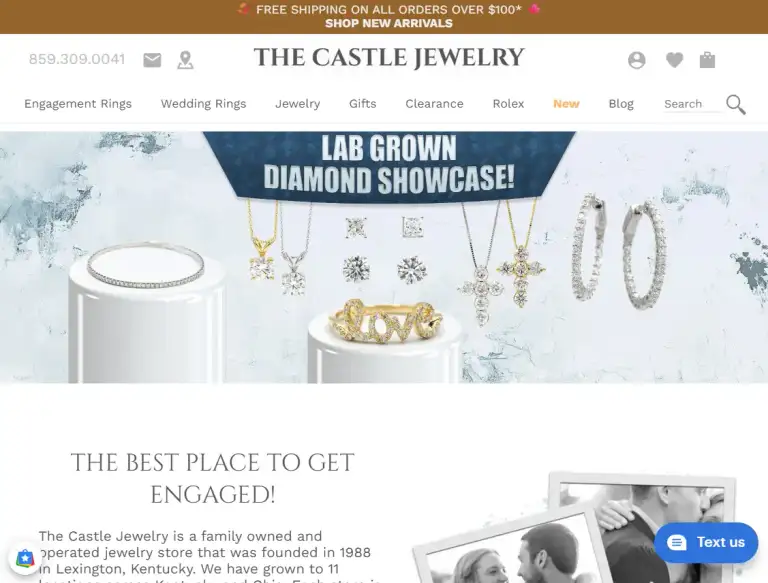 FREE SHIPPING ON ALL ORDERS OVER $100*
SHOP NEW ARRIVALS
859.309.0041
THE CASTLE JEWELRY
Engagement Rings
Wedding Rings
Jewelry
Gifts
Clearance
Rolex
New
Blog
Search
LAB GROWN
DIAMOND SHOWCASE!
love
THE BEST PLACE TO GET
ENGAGED!
The Castle Jewelry is a family owned and
operated jewelry store that was founded in 1988
in Lexington, Kentucky. We have grown to 11
Text us